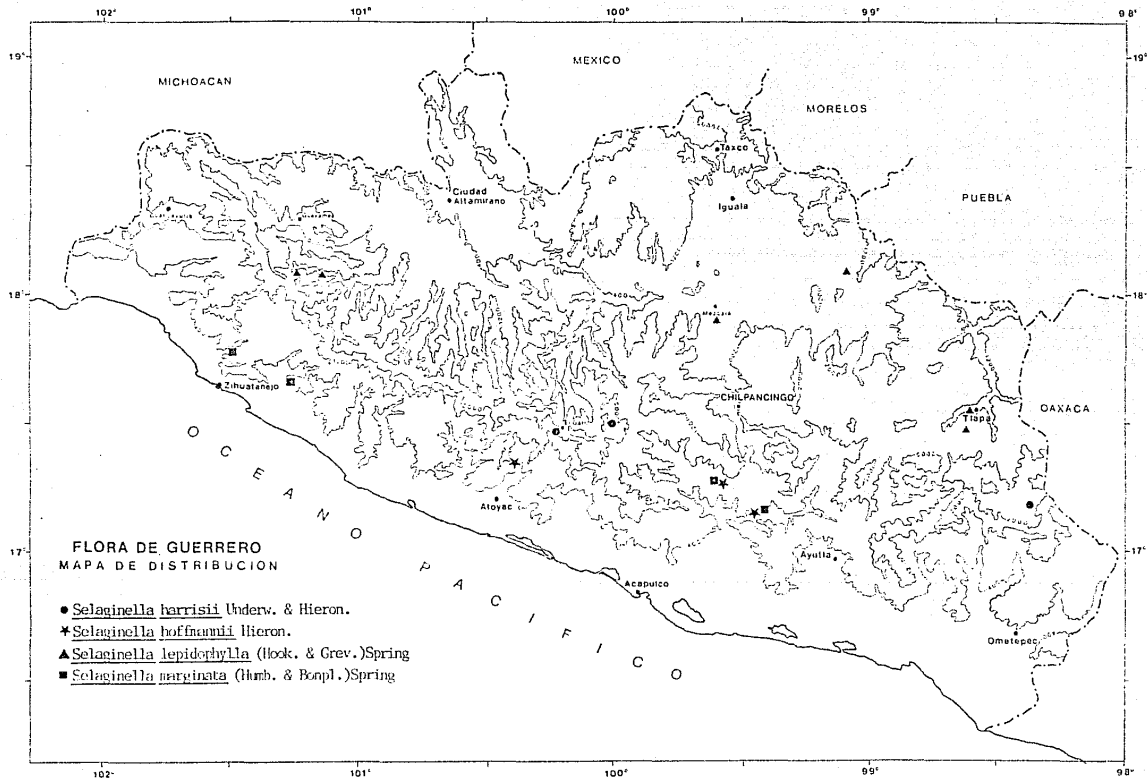 102° 101° 100° 99° 98°
19° 19°
MICHOACAN
MEXICO
MORELOS
Taxco
Ciudad
Altamirano
Iguala
PUEBLA
18° 18°
Mezcala
Zihuatanejo
CHILPANCINGO
Tlapa
OAXACA
Atoyac
17° 17°
Ayutla
Acapulco
Ometepec
OCEANO PACIFICO
FLORA DE GUERRERO
MAPA DE DISTRIBUCION
Selaginella harrisii Underw. & Hieron.
Selaginella hoffmannii Hieron.
Selaginella lepidophylla (Hook. & Grev.)Spring
Selaginella marginata (Humb. & Bonpl.)Spring
102° 101° 100° 99° 98°